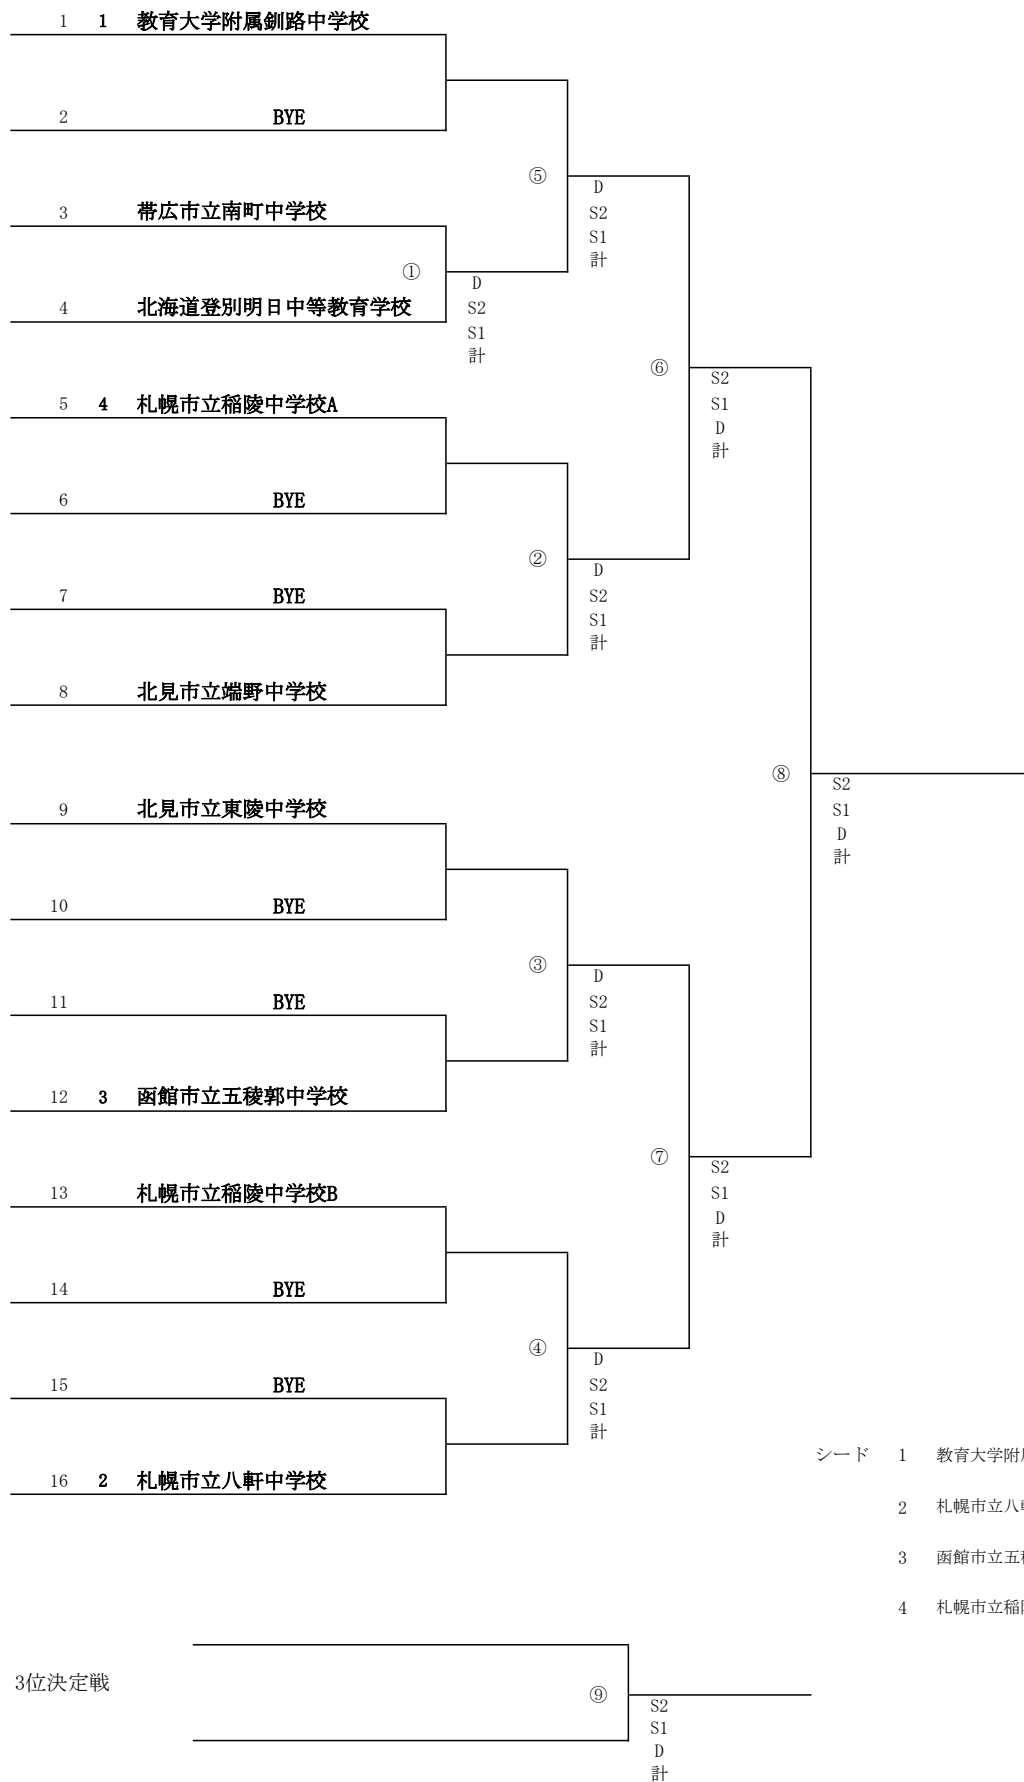 1 1 教育大学附属釧路中学校
2 BYE
⑤
D
S2
S1
計
3 帯広市立南町中学校
①
D
S2
S1
計
4 北海道登別明日中等教育学校
⑥
S2
S1
D
計
5 4 札幌市立稲陵中学校A
6 BYE
②
D
S2
S1
計
7 BYE
8 北見市立端野中学校
⑧
S2
S1
D
計
9 北見市立東陵中学校
10 BYE
③
D
S2
S1
計
11 BYE
12 3 函館市立五稜郭中学校
⑦
S2
S1
D
計
13 札幌市立稲陵中学校B
14 BYE
④
D
S2
S1
計
15 BYE
16 2 札幌市立八軒中学校
シード 1 教育大学附
2 札幌市立八
3 函館市立五
4 札幌市立稲
3位決定戦
⑨
S2
S1
D
計